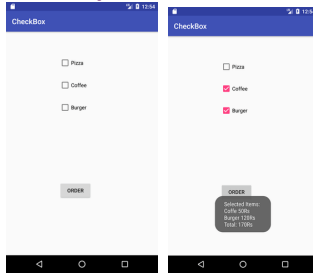 12:54
CheckBox
Pizza
Coffee
Burger
ORDER
CheckBox
Pizza
Coffee
Burger
ORDER
Selected Items:
Coffe 50Rs
Burger 120Rs
Total: 170Rs